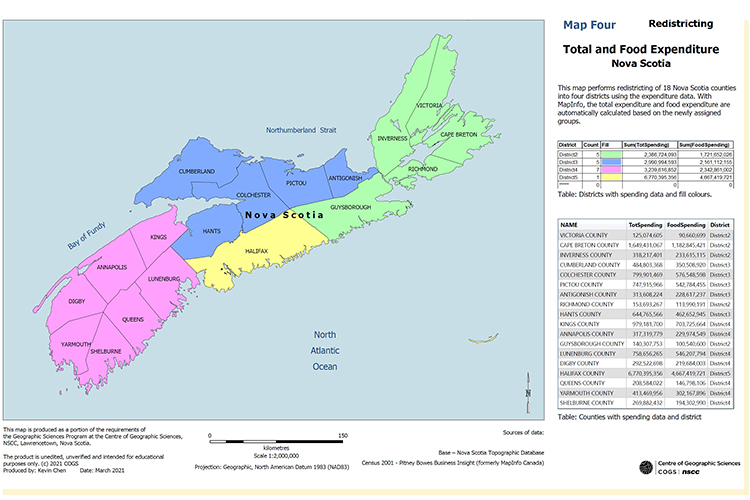 Map Four Redistricting
Total and Food Expenditure
Nova Scotia
This map performs redistricting of 18 Nova Scotia counties
into four districts using the expenditure data. With
MapInfo, the total expenditure and food expenditure are
automatically calculated based on the newly assigned
groups.
District Count Fill Sum(TotSpending) Sum(FoodSpending)
District2 5 2,386,724,093 1,721,652,026
District3 5 2,990,994,593 2,161,112,155
District4 7 3,239,616,852 2,342,861,002
District5 1 6,770,395,356 4,667,419,721
0 0 0
Table: Districts with spending data and fill colours.
NAME TotSpending FoodSpending District
VICTORIA COUNTY 125,074,605 90,660,699 District2
CAPE BRETON COUNTY 1,649,431,067 1,182,845,421 District2
INVERNESS COUNTY 318,217,401 233,615,115 District2
CUMBERLAND COUNTY 484,803,368 350,508,920 District3
COLCHESTER COUNTY 799,901,469 576,548,598 District3
PICTOU COUNTY 747,915,966 542,784,455 District3
ANTIGONISH COUNTY 313,608,224 228,617,237 District3
RICHMOND COUNTY 153,693,267 113,990,191 District2
HANTS COUNTY 644,765,566 462,652,945 District3
KINGS COUNTY 979,181,700 703,725,664 District4
ANNAPOLIS COUNTY 317,319,779 229,974,549 District4
GUYSBOROUGH COUNTY 140,307,753 100,540,600 District2
LUNENBURG COUNTY 758,656,265 546,207,794 District4
DIGBY COUNTY 292,522,698 219,684,003 District4
HALIFAX COUNTY 6,770,395,356 4,667,419,721 District5
QUEENS COUNTY 208,584,022 146,798,106 District4
YARMOUTH COUNTY 413,469,956 302,167,896 District4
SHELBURNE COUNTY 269,882,432 194,302,990 District4
Table: Counties with spending data and district
Northumberland Strait
VICTORIA
INVERNESS
CAPE BRETON
RICHMOND
CUMBERLAND
PICTOU
ANTIGONISH
COLCHESTER
GUYSBOROUGH
Nova Scotia
Bay of Fundy
KINGS
HANTS
HALIFAX
ANNAPOLIS
LUNENBURG
DIGBY
QUEENS
YARMOUTH
SHELBURNE
North
Atlantic
Ocean
This map is produced as a portion of the requirements of
the Geographic Sciences Program at the Centre of Geographic Sciences,
NSCC, Lawrencetown, Nova Scotia.
The product is unedited, unverified and intended for educational
purposes only. (c) 2021 COGS
Produced by: Kevin Chen Date: March 2021
0 150
kilometres
Scale 1:2,000,000
Projection: Geographic, North American Datum 1983 (NAD83)
Sources of data:
Base – Nova Scotia Topographic Database
Census 2001 - Pitney Bowes Business Insight (formerly MapInfo Canada)
Centre of Geographic Sciences
COGS nscc